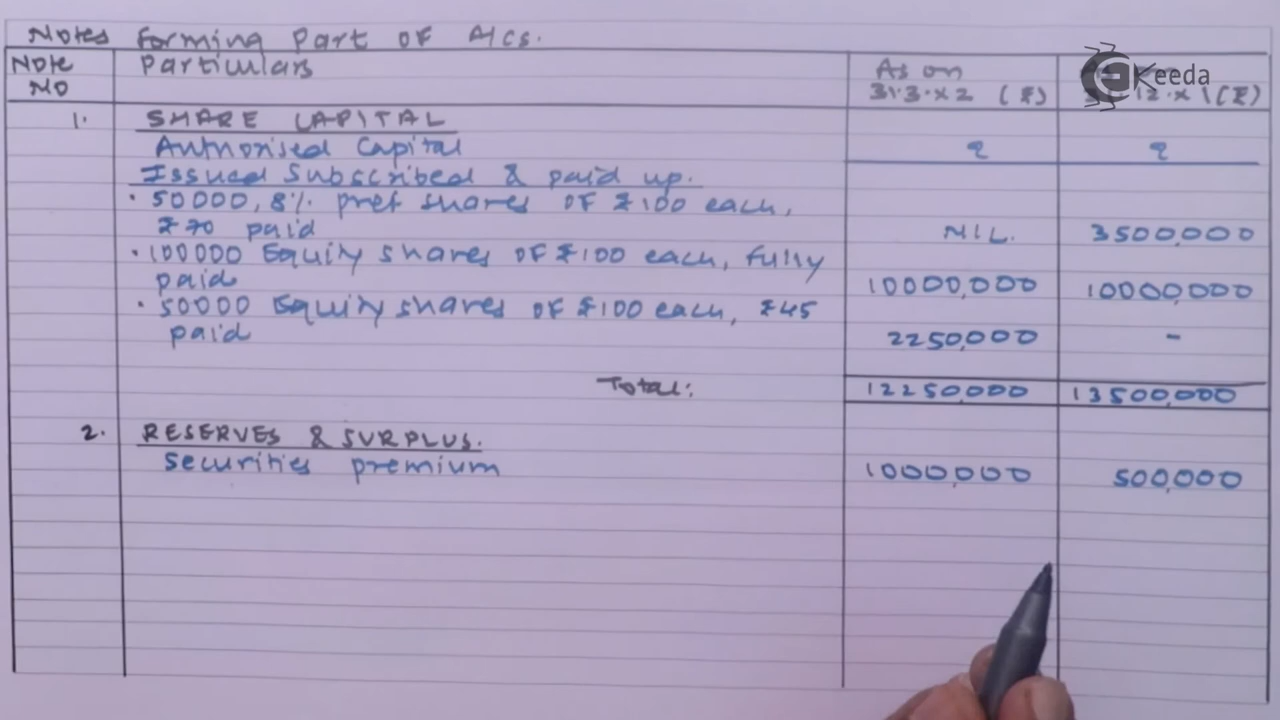 Notes Forming Part OF A/cs.
Note No Particulars As on 31.3.x2 (₹) 31.12.x1 (₹)
Keeda
1. SHARE CAPITAL
Authorised Capital ? ?
Issued Subscribed & paid up.
• 50000, 8% pref shares OF ₹100 each,
₹70 paid NIL. 3500,000
• 100000 Equity shares OF ₹100 each, fully
paid 10000,000 10000,000
• 50000 Equity shares OF ₹100 each, ₹45
paid 2250,000 -
Total: 12250,000 13500,000
2. RESERVES & SURPLUS.
Securities premium 1000,000 500,000